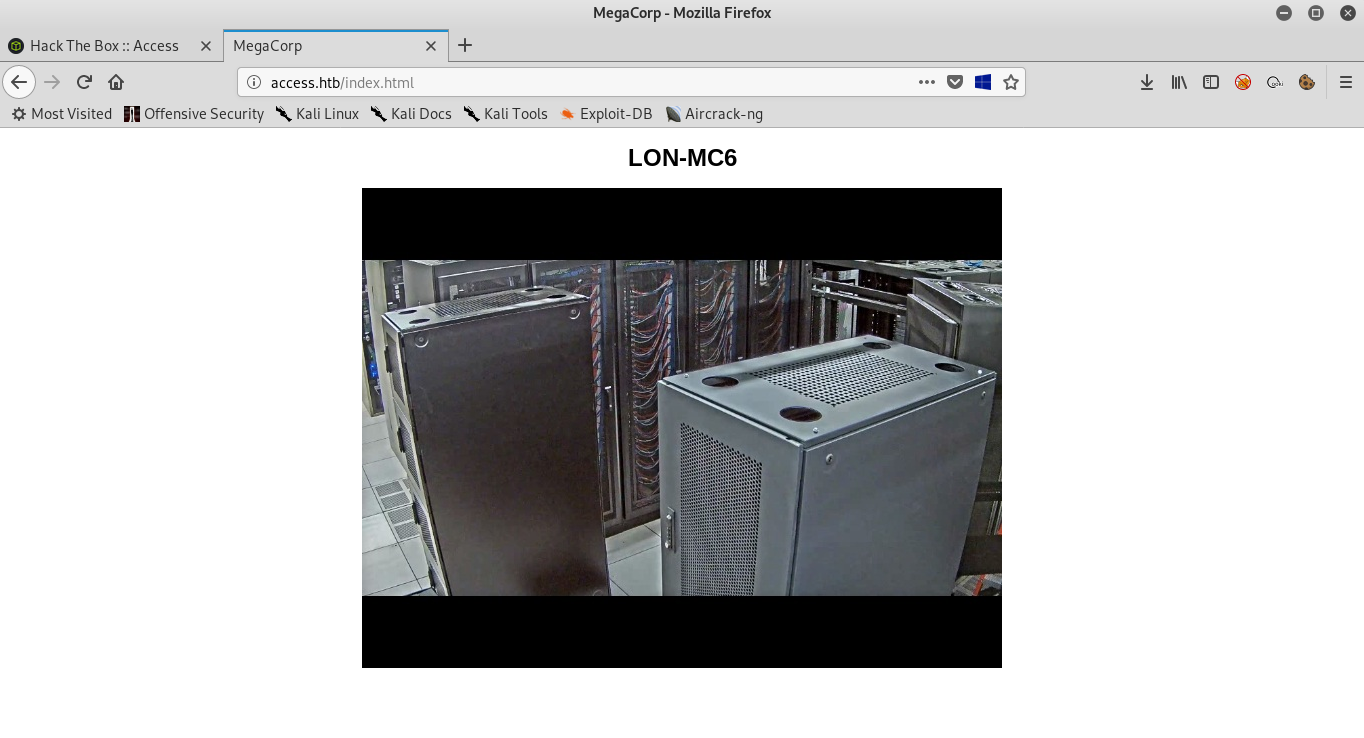 MegaCorp - Mozilla Firefox
Hack The Box :: Access
MegaCorp
access.htb/index.html
Most Visited
Offensive Security
Kali Linux
Kali Docs
Kali Tools
Exploit-DB
Aircrack-ng
LON-MC6